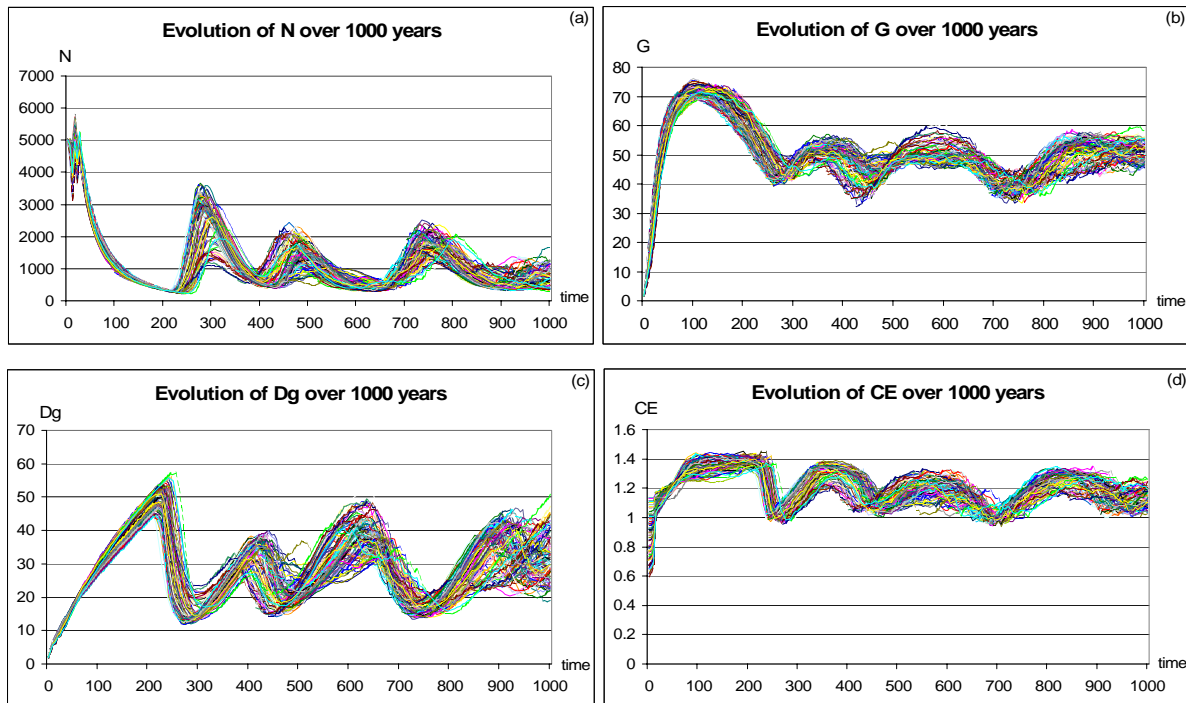 (a)
Evolution of N over 1000 years
N
7000
6000
5000
4000
3000
2000
1000
0
time
0 100 200 300 400 500 600 700 800 900 1000
(b)
Evolution of G over 1000 years
G
80
70
60
50
40
30
20
10
0
time
0 100 200 300 400 500 600 700 800 900 1000
(c)
Evolution of Dg over 1000 years
Dg
70
60
50
40
30
20
10
0
time
0 100 200 300 400 500 600 700 800 900 1000
(d)
Evolution of CE over 1000 years
CE
1.6
1.4
1.2
1
0.8
0.6
0.4
0.2
0
time
0 100 200 300 400 500 600 700 800 900 1000